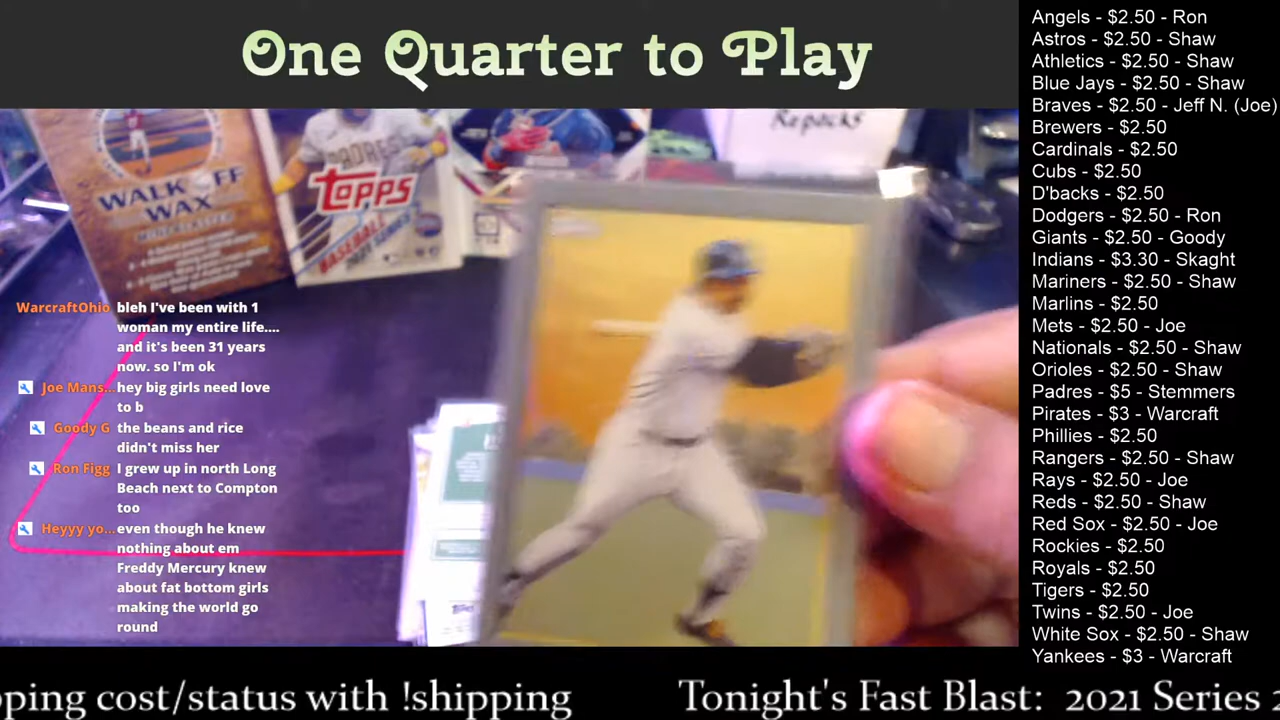 One Quarter to Play
Repacks
WALK OFF
WAX
PADRES
TOPPS
BASEBALL
WarcraftOhio bleh I've been with 1
woman my entire life....
and it's been 31 years
now. so I'm ok
Joe Mans... hey big girls need love
to b
Goody G the beans and rice
didn't miss her
Ron Figg I grew up in north Long
Beach next to Compton
too
Heyyy yo... even though he knew
nothing about em
Freddy Mercury knew
about fat bottom girls
making the world go
round
Angels - $2.50 - Ron
Astros - $2.50 - Shaw
Athletics - $2.50 - Shaw
Blue Jays - $2.50 - Shaw
Braves - $2.50 - Jeff N. (Joe)
Brewers - $2.50
Cardinals - $2.50
Cubs - $2.50
D'backs - $2.50
Dodgers - $2.50 - Ron
Giants - $2.50 - Goody
Indians - $3.30 - Skaght
Mariners - $2.50 - Shaw
Marlins - $2.50
Mets - $2.50 - Joe
Nationals - $2.50 - Shaw
Orioles - $2.50 - Shaw
Padres - $5 - Stemmers
Pirates - $3 - Warcraft
Phillies - $2.50
Rangers - $2.50 - Shaw
Rays - $2.50 - Joe
Reds - $2.50 - Shaw
Red Sox - $2.50 - Joe
Rockies - $2.50
Royals - $2.50
Tigers - $2.50
Twins - $2.50 - Joe
White Sox - $2.50 - Shaw
Yankees - $3 - Warcraft
pping cost/status with !shipping Tonight's Fast Blast: 2021 Series 2